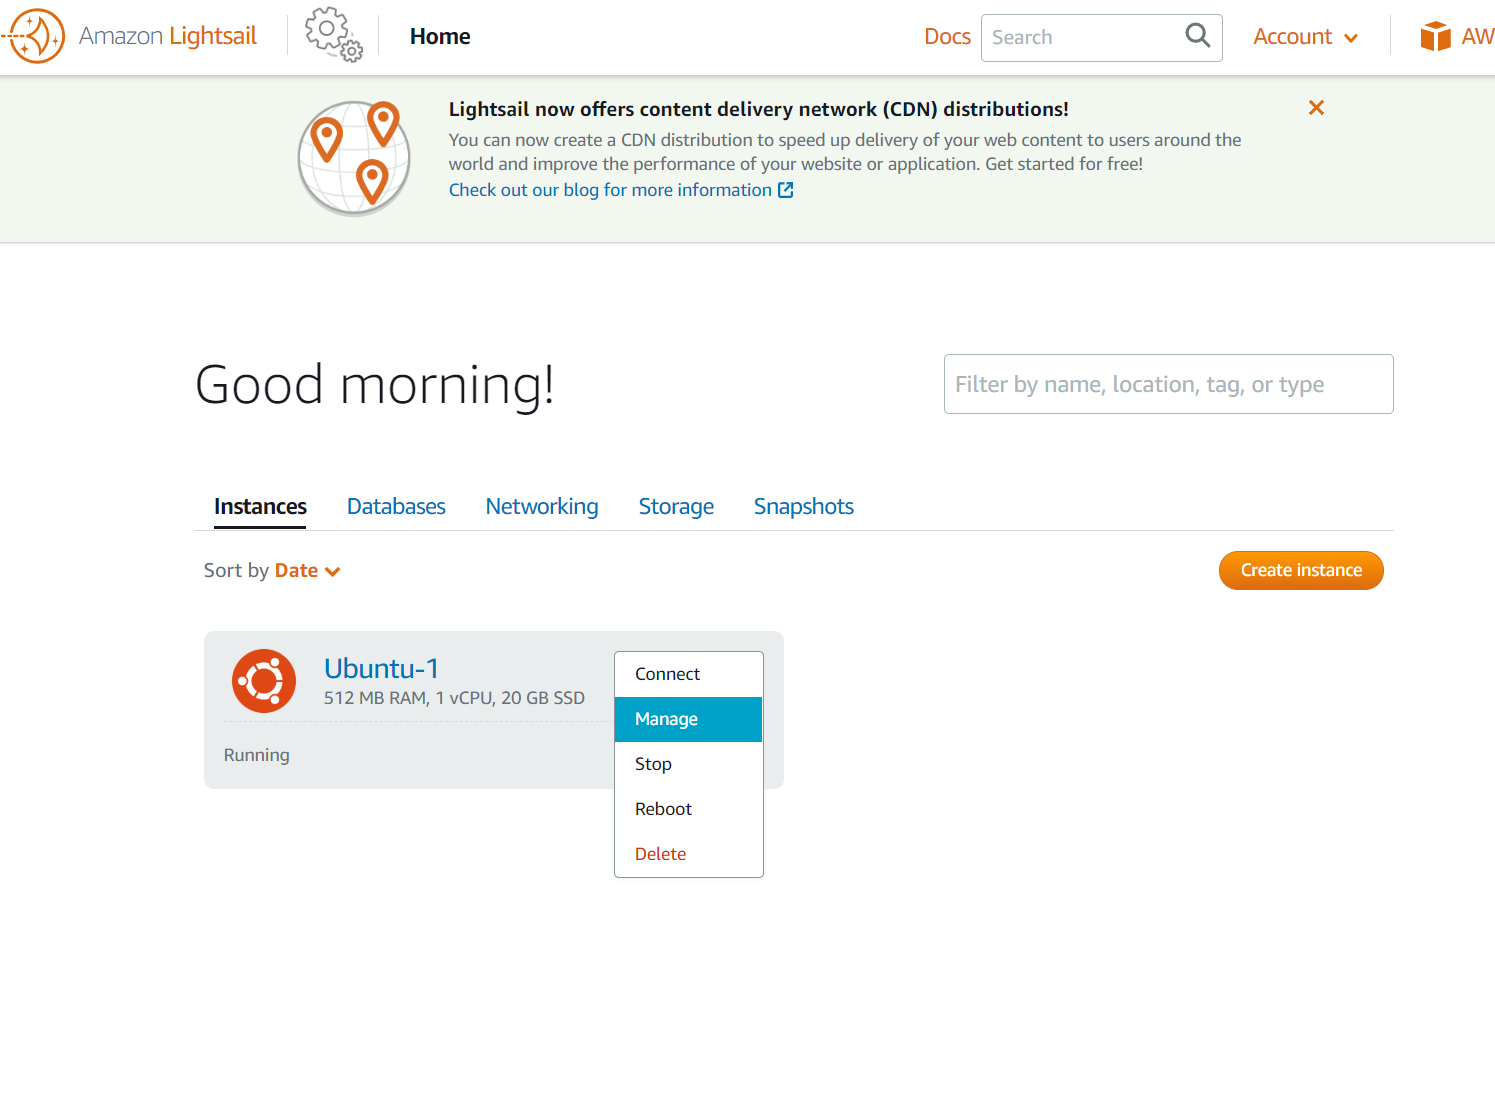 Amazon Lightsail
Home
Docs
Search
Account
AW
Lightsail now offers content delivery network (CDN) distributions!
You can now create a CDN distribution to speed up delivery of your web content to users around the
world and improve the performance of your website or application. Get started for free!
Check out our blog for more information
Good morning!
Filter by name, location, tag, or type
Instances
Databases
Networking
Storage
Snapshots
Sort by Date
Create instance
Ubuntu-1
512 MB RAM, 1 vCPU, 20 GB SSD
Running
Connect
Manage
Stop
Reboot
Delete